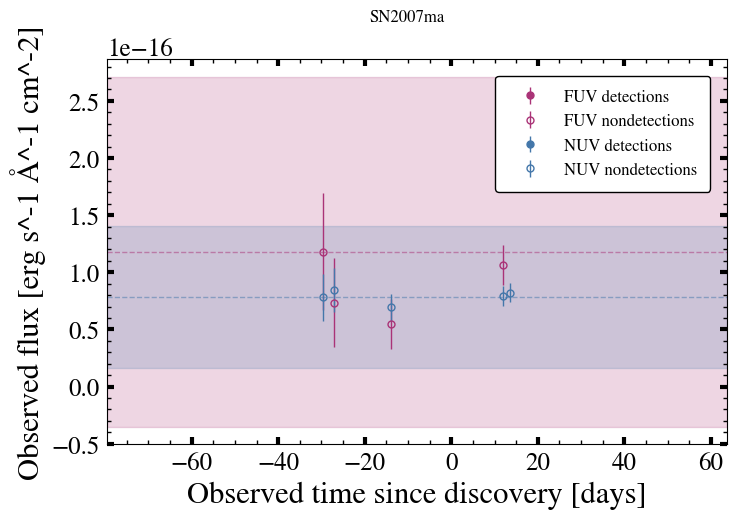 SN2007ma
1e−16
FUV detections
FUV nondetections
NUV detections
NUV nondetections
2.5
2.0
1.5
1.0
0.5
0.0
−0.5
Observed flux [erg s^-1 Å^-1 cm^-2]
−60 −40 −20 0 20 40 60
Observed time since discovery [days]